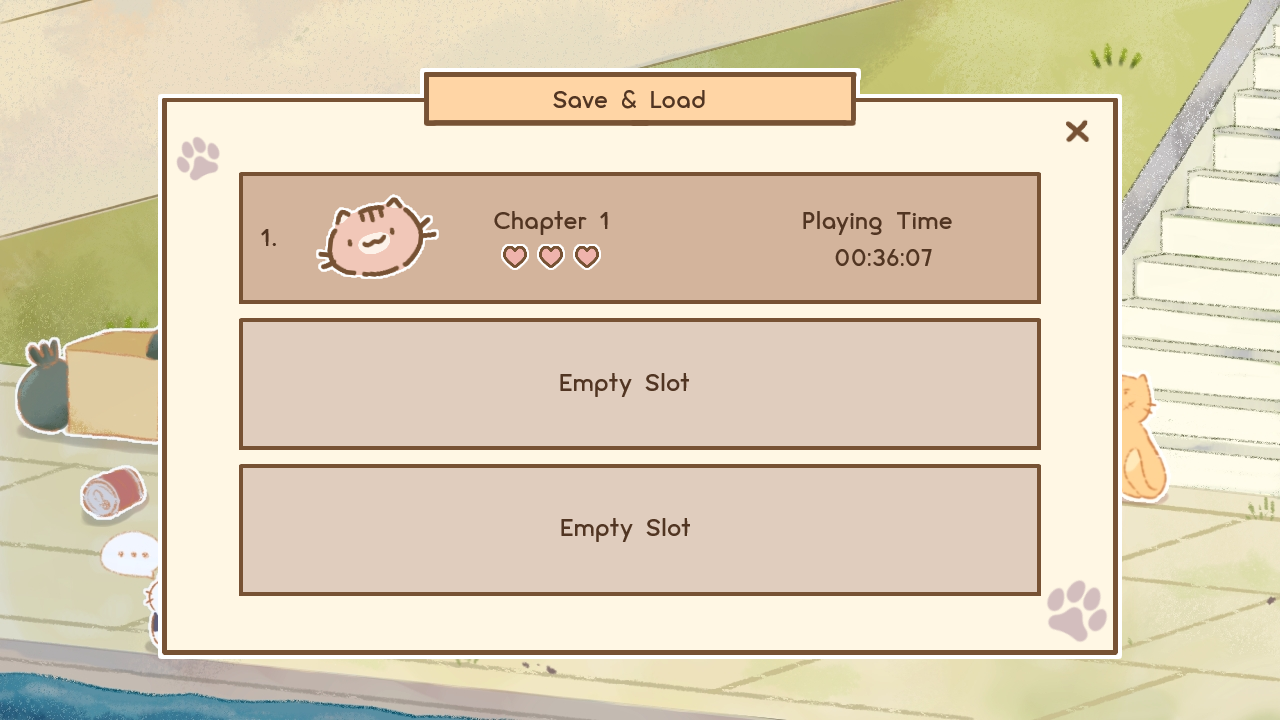 Save & Load
1.
Chapter 1
Playing Time
00:36:07
Empty Slot
Empty Slot